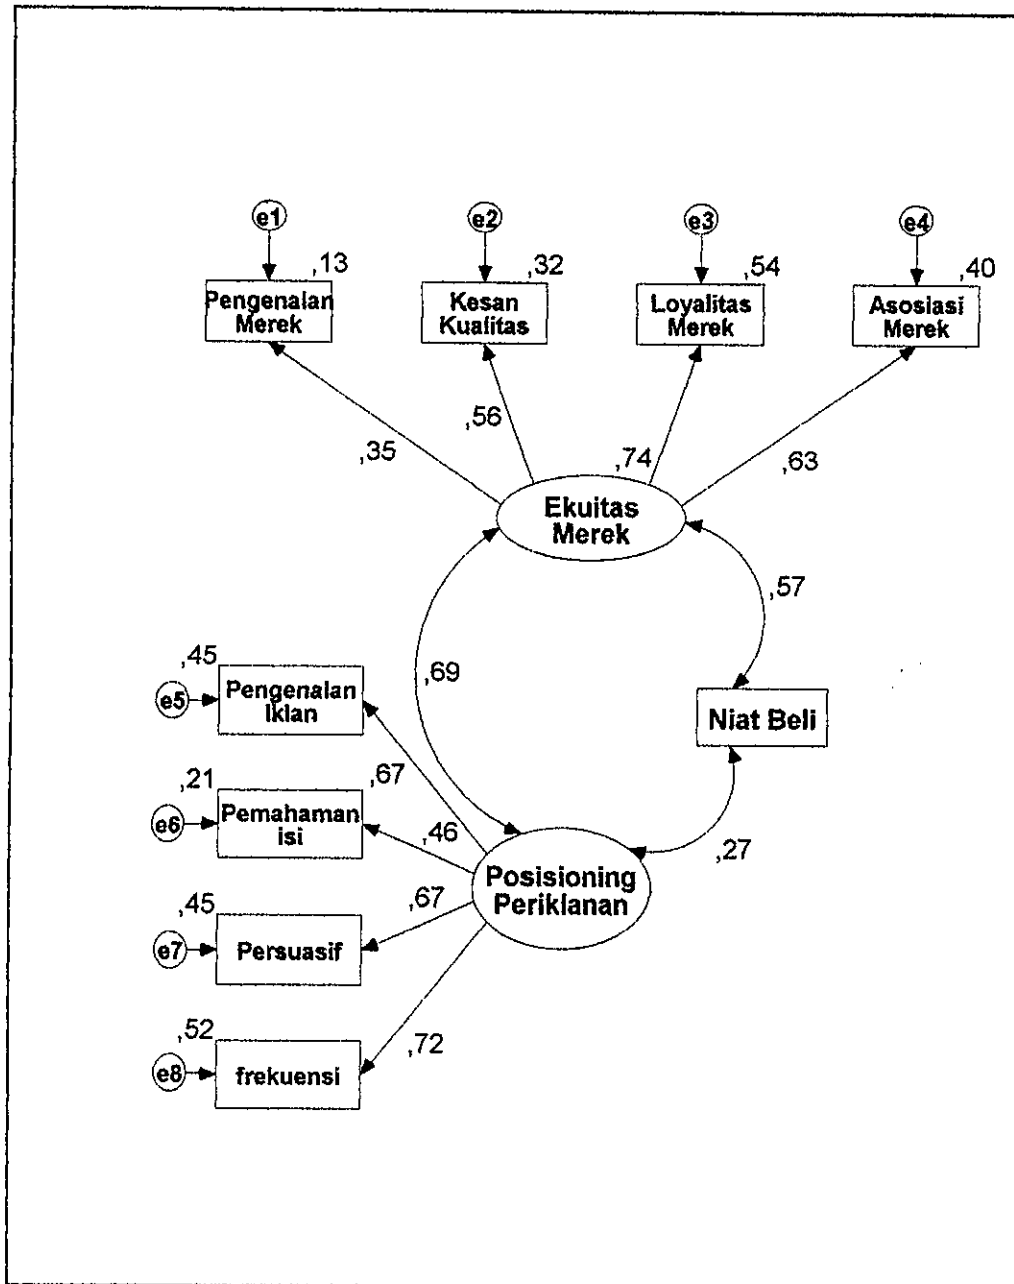 e1
e2
e3
e4
,13
,32
,54
,40
Pengenalan
Merek
Kesan
Kualitas
Loyalitas
Merek
Asosiasi
Merek
,35
,56
,74
,63
Ekuitas
Merek
,57
,69
,45
e5
Pengenalan
Iklan
Niat Beli
,67
,21
e6
Pemahaman
isi
,46
,27
Posisioning
Periklanan
,45
,67
e7
Persuasif
,52
,72
e8
frekuensi